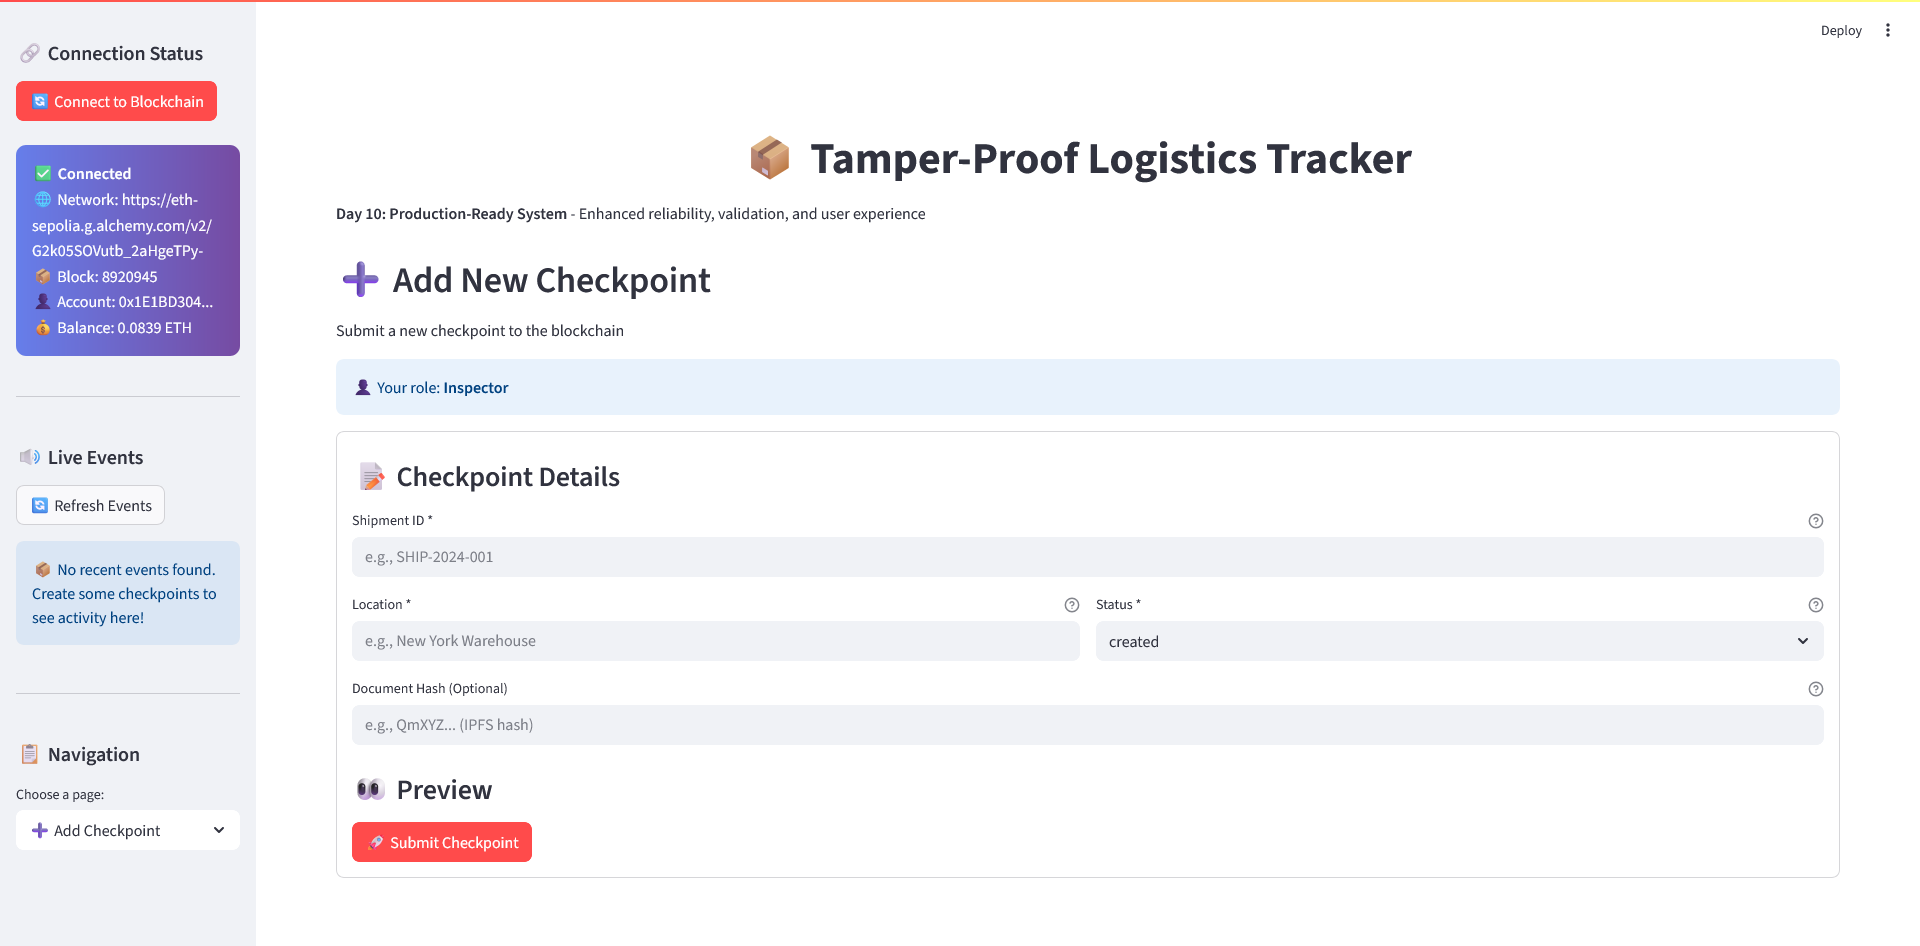 Deploy
🔗 Connection Status
🔄 Connect to Blockchain
✅ Connected
🌐 Network: https://eth-
sepolia.g.alchemy.com/v2/
G2k05SOVutb_2aHgeTPy-
📦 Block: 8920945
👤 Account: 0x1E1BD304...
💰 Balance: 0.0839 ETH
🔊 Live Events
🔄 Refresh Events
📦 No recent events found.
Create some checkpoints to
see activity here!
📋 Navigation
Choose a page:
➕ Add Checkpoint
📦 Tamper-Proof Logistics Tracker
Day 10: Production-Ready System - Enhanced reliability, validation, and user experience
➕ Add New Checkpoint
Submit a new checkpoint to the blockchain
👤 Your role: Inspector
📝 Checkpoint Details
Shipment ID *
e.g., SHIP-2024-001
Location *
e.g., New York Warehouse
Status *
created
Document Hash (Optional)
e.g., QmXYZ... (IPFS hash)
👀 Preview
🚀 Submit Checkpoint